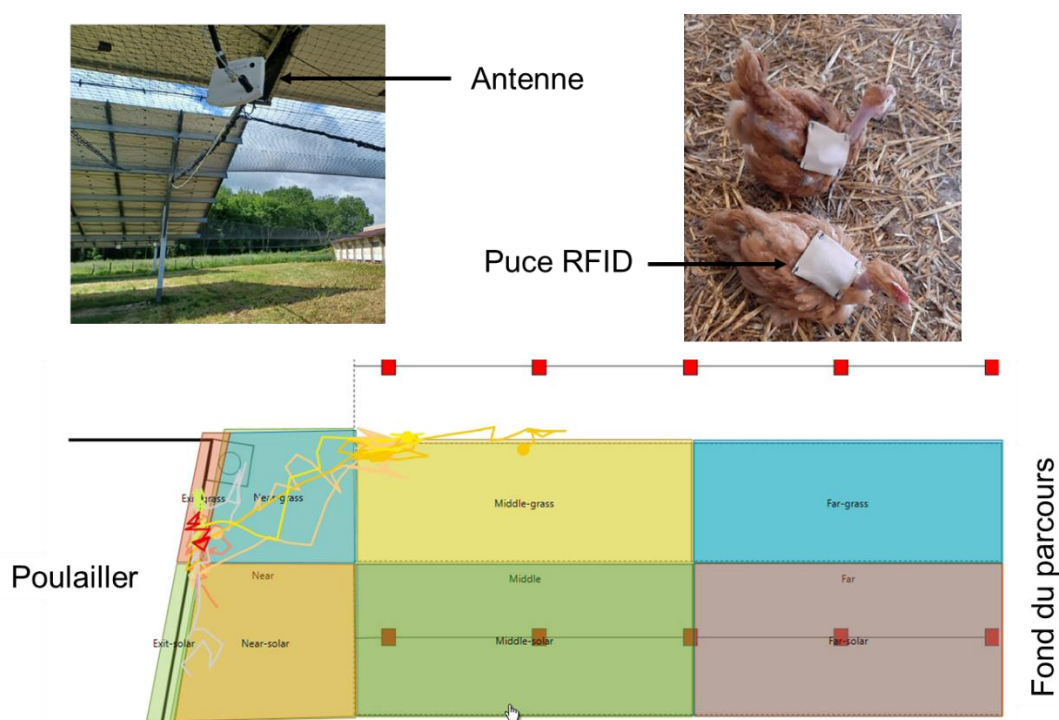 Antenne
Puce RFID
Exit-grass
Near-grass
Middle-grass
Far-grass
Poulailler
Near
Middle
Far
Exit-solar
Near-solar
Middle-solar
Far-solar
Fond du parcours